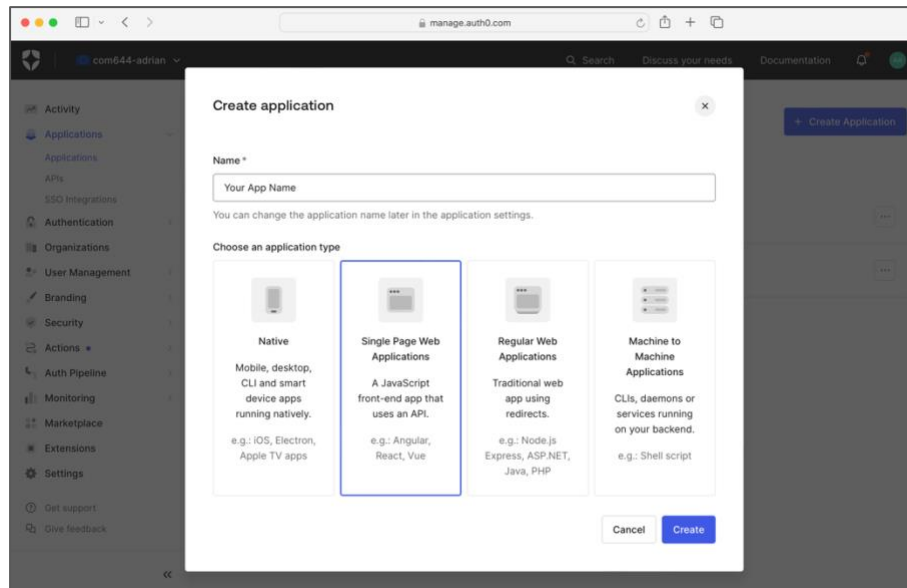 manage.auth0.com
com644-adrian
Search
Discuss your needs
Documentation
Activity
Applications
Applications
APIs
SSO Integrations
Authentication
Organizations
User Management
Branding
Security
Actions
Auth Pipeline
Monitoring
Marketplace
Extensions
Settings
Get support
Give feedback
+ Create Application
Create application
Name *
Your App Name
You can change the application name later in the application settings.
Choose an application type
Native
Mobile, desktop,
CLI and smart
device apps
running natively.
e.g.: iOS, Electron,
Apple TV apps
Single Page Web
Applications
A JavaScript
front-end app that
uses an API.
e.g.: Angular,
React, Vue
Regular Web
Applications
Traditional web
app using
redirects.
e.g.: Node.js
Express, ASP.NET,
Java, PHP
Machine to
Machine
Applications
CLIs, daemons or
services running
on your backend.
e.g.: Shell script
Cancel
Create